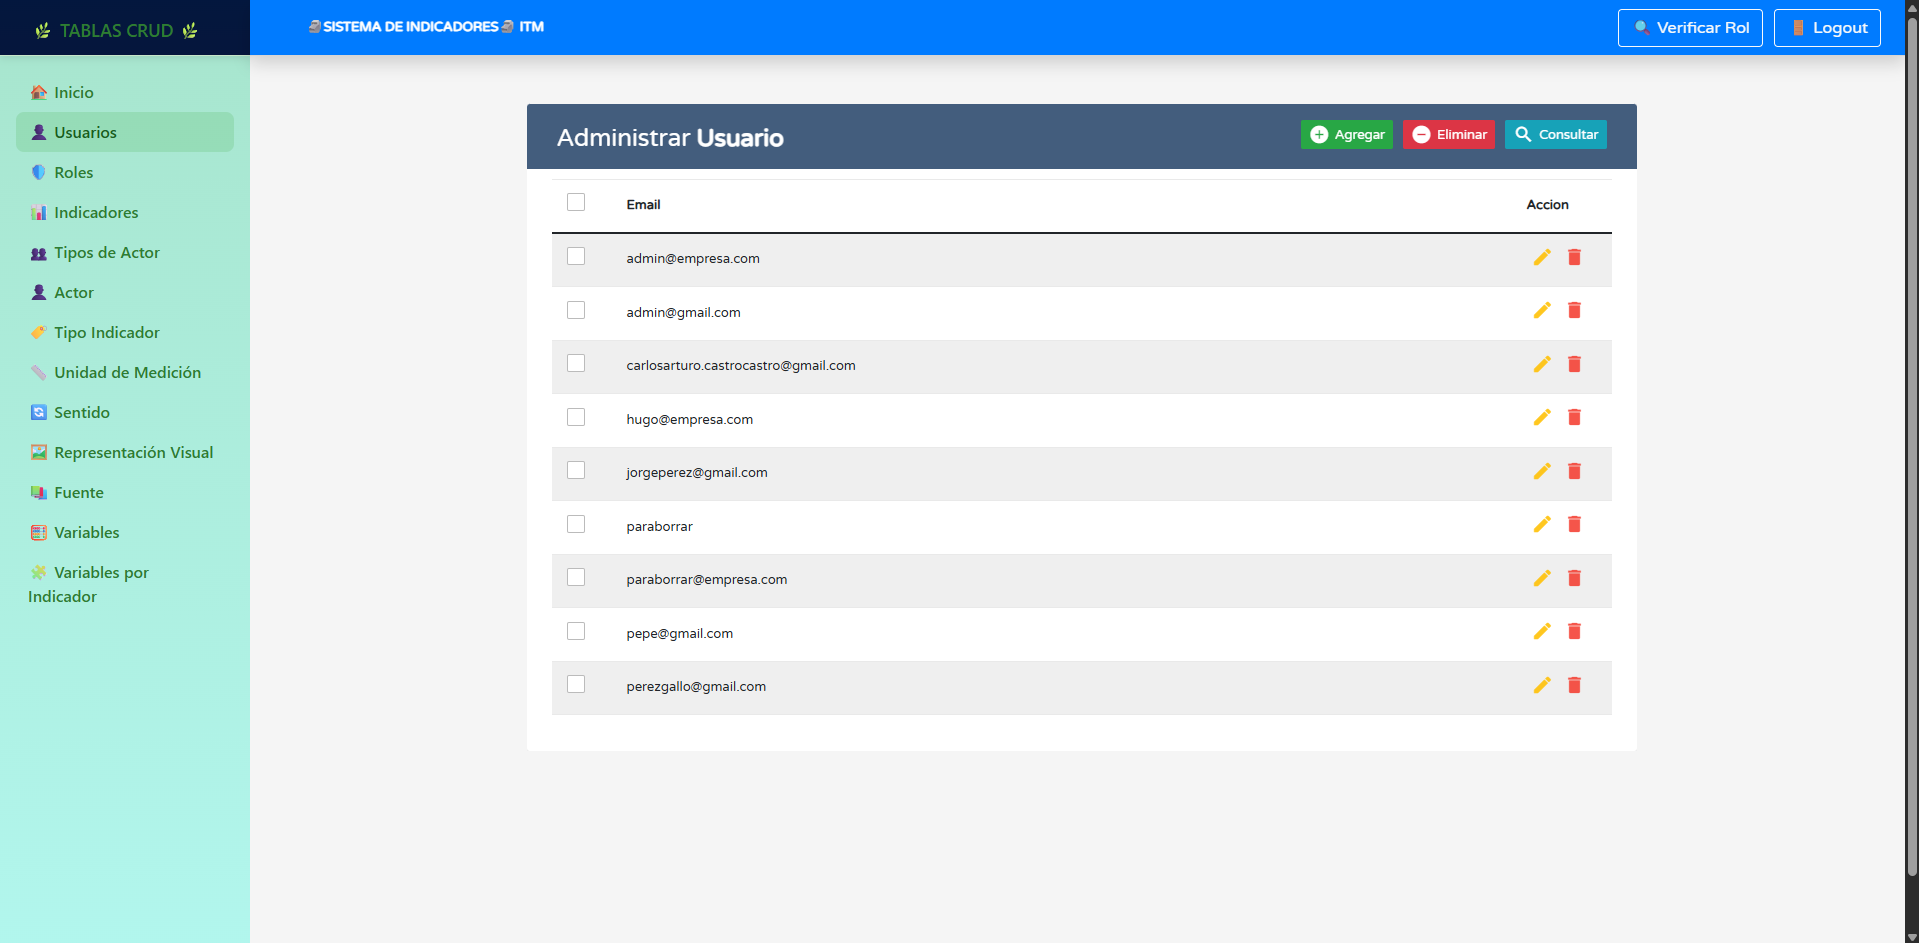 TABLAS CRUD
SISTEMA DE INDICADORES ITM
Verificar Rol
Logout
Inicio
Usuarios
Roles
Indicadores
Tipos de Actor
Actor
Tipo Indicador
Unidad de Medición
Sentido
Representación Visual
Fuente
Variables
Variables por
Indicador
Administrar Usuario
Agregar
Eliminar
Consultar
Email Accion
admin@empresa.com
admin@gmail.com
carlosarturo.castrocastro@gmail.com
hugo@empresa.com
jorgeperez@gmail.com
paraborrar
paraborrar@empresa.com
pepe@gmail.com
perezgallo@gmail.com